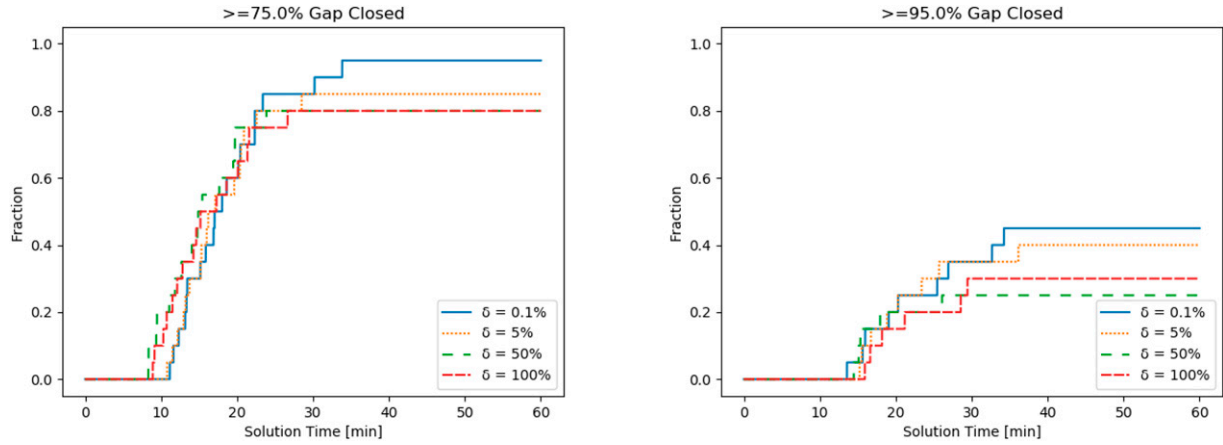 >=75.0% Gap Closed
1.0
0.8
0.6
0.4
0.2
0.0
Fraction
0 10 20 30 40 50 60
Solution Time [min]
δ = 0.1%
δ = 5%
δ = 50%
δ = 100%
>=95.0% Gap Closed
1.0
0.8
0.6
0.4
0.2
0.0
Fraction
0 10 20 30 40 50 60
Solution Time [min]
δ = 0.1%
δ = 5%
δ = 50%
δ = 100%